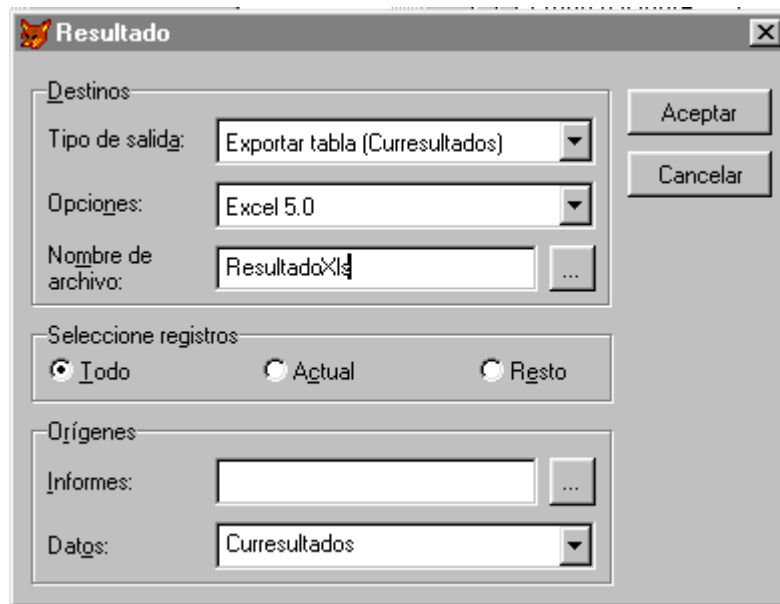 Resultado
Destinos
Tipo de salida:
Exportar tabla (Curresultados)
Opciones:
Excel 5.0
Nombre de
archivo:
ResultadoXls
...
Aceptar
Cancelar
Seleccione registros
Todo
Actual
Resto
Orígenes
Informes:
...
Datos:
Curresultados